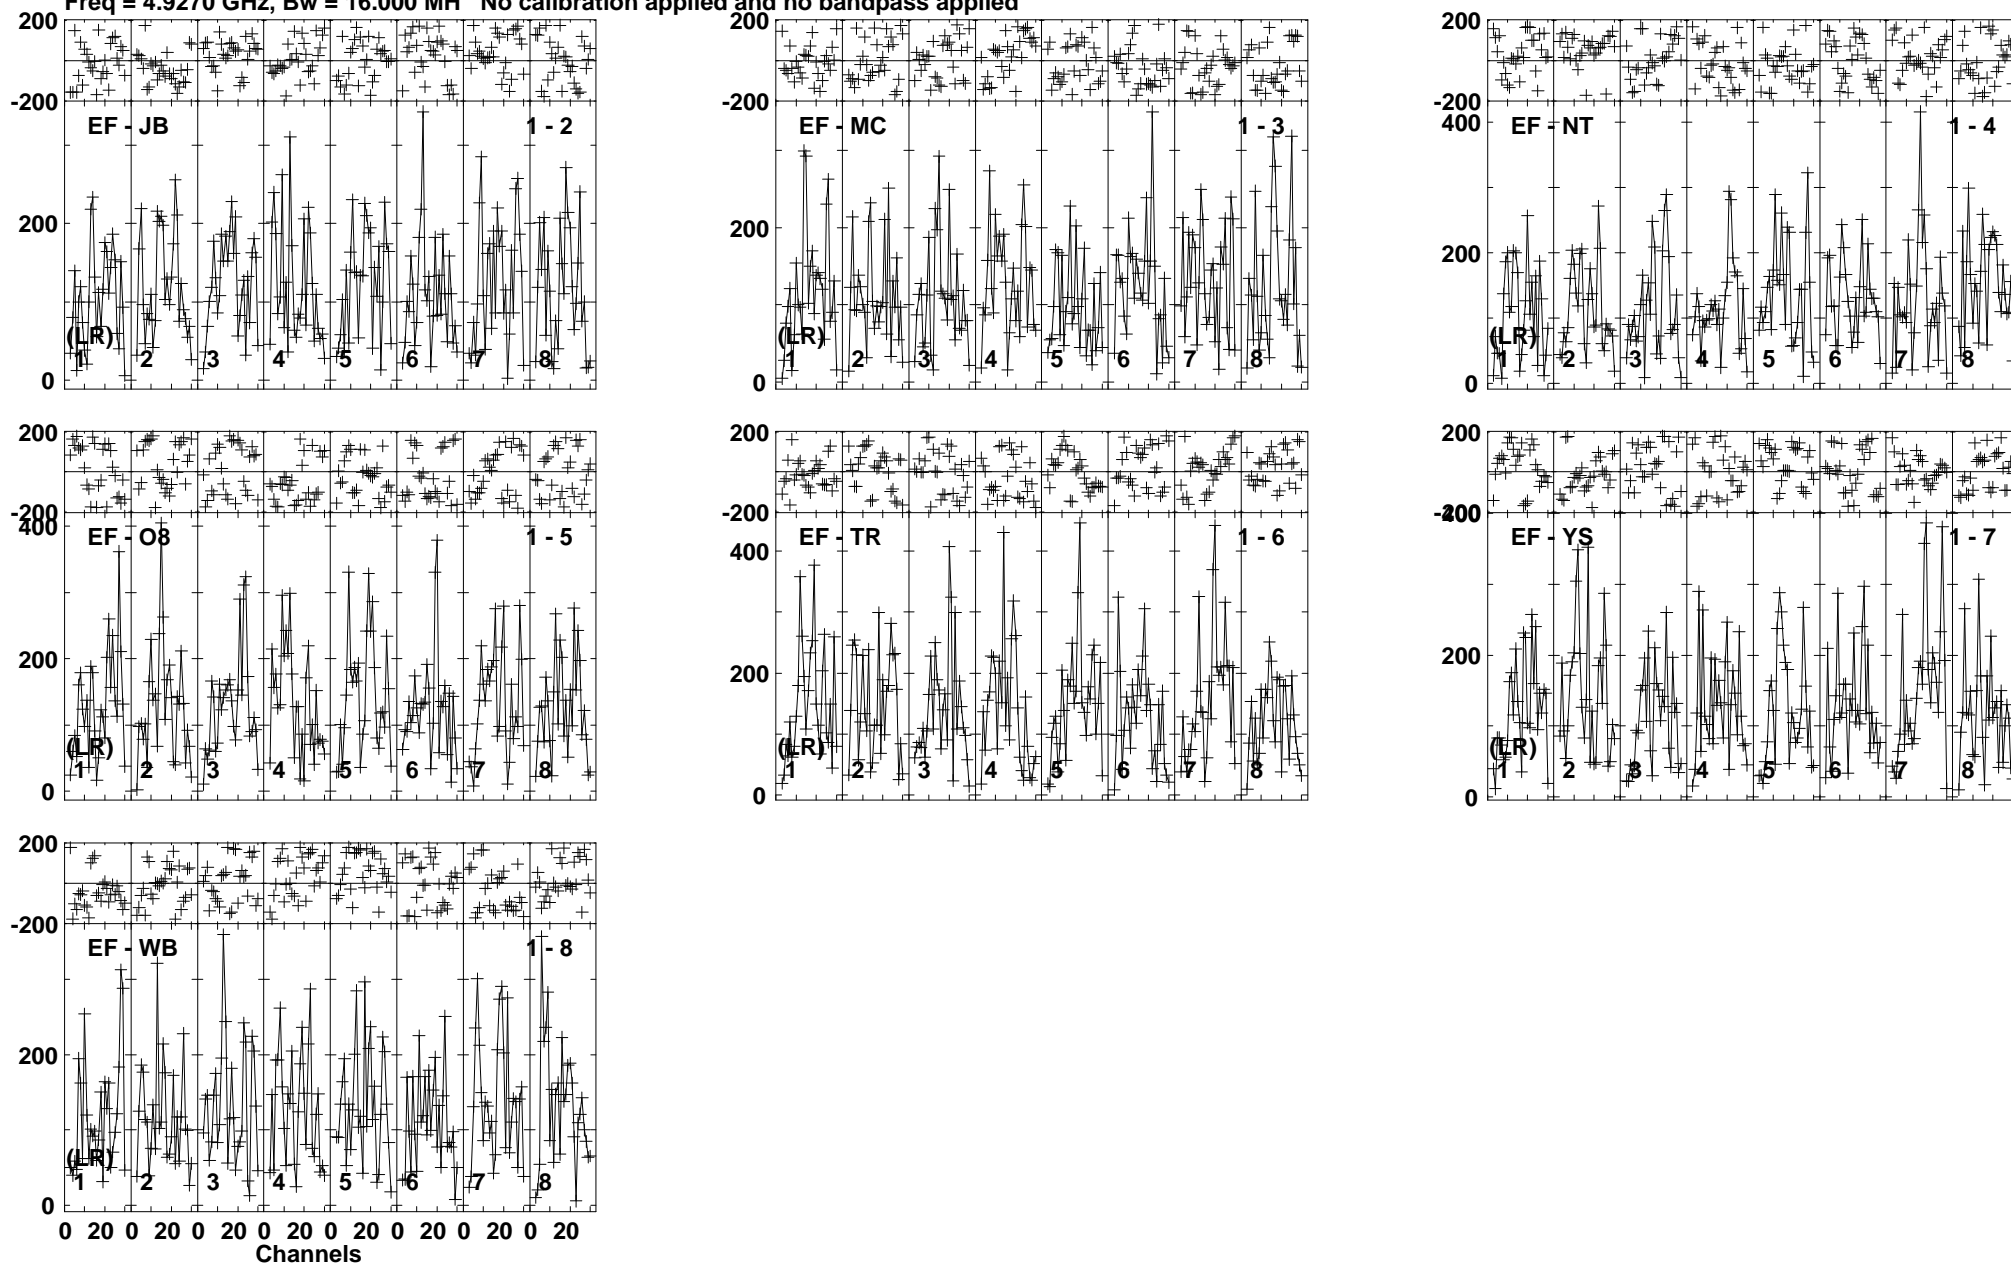 Freq = 4.9270 GHz, Bw = 16.000 MH No calibration applied and no bandpass applied
200 200 200
-200 -200 -200
EF - JB 1 - 2 EF - MC 1 - 3 EF - NT 1 - 4
400
200 200 200
(LR) (LR) (LR)
1 2 3 4 5 6 7 8 1 2 3 4 5 6 7 8 1 2 3 4 5 6 7 8
0 0 0
200 200 200
-200 -200 -200
400 400
EF - O8 1 - 5 EF - TR 1 - 6 EF - YS 1 - 7
400
200 200 200
(LR) (LR) (LR)
1 2 3 4 5 6 7 8 1 2 3 4 5 6 7 8 1 2 3 4 5 6 7 8
0 0 0
200
-200
EF - WB 1 - 8
200
(LR)
1 2 3 4 5 6 7 8
0
0 20 0 20 0 20 0 20 0 20 0 20 0 20 0 20
Channels